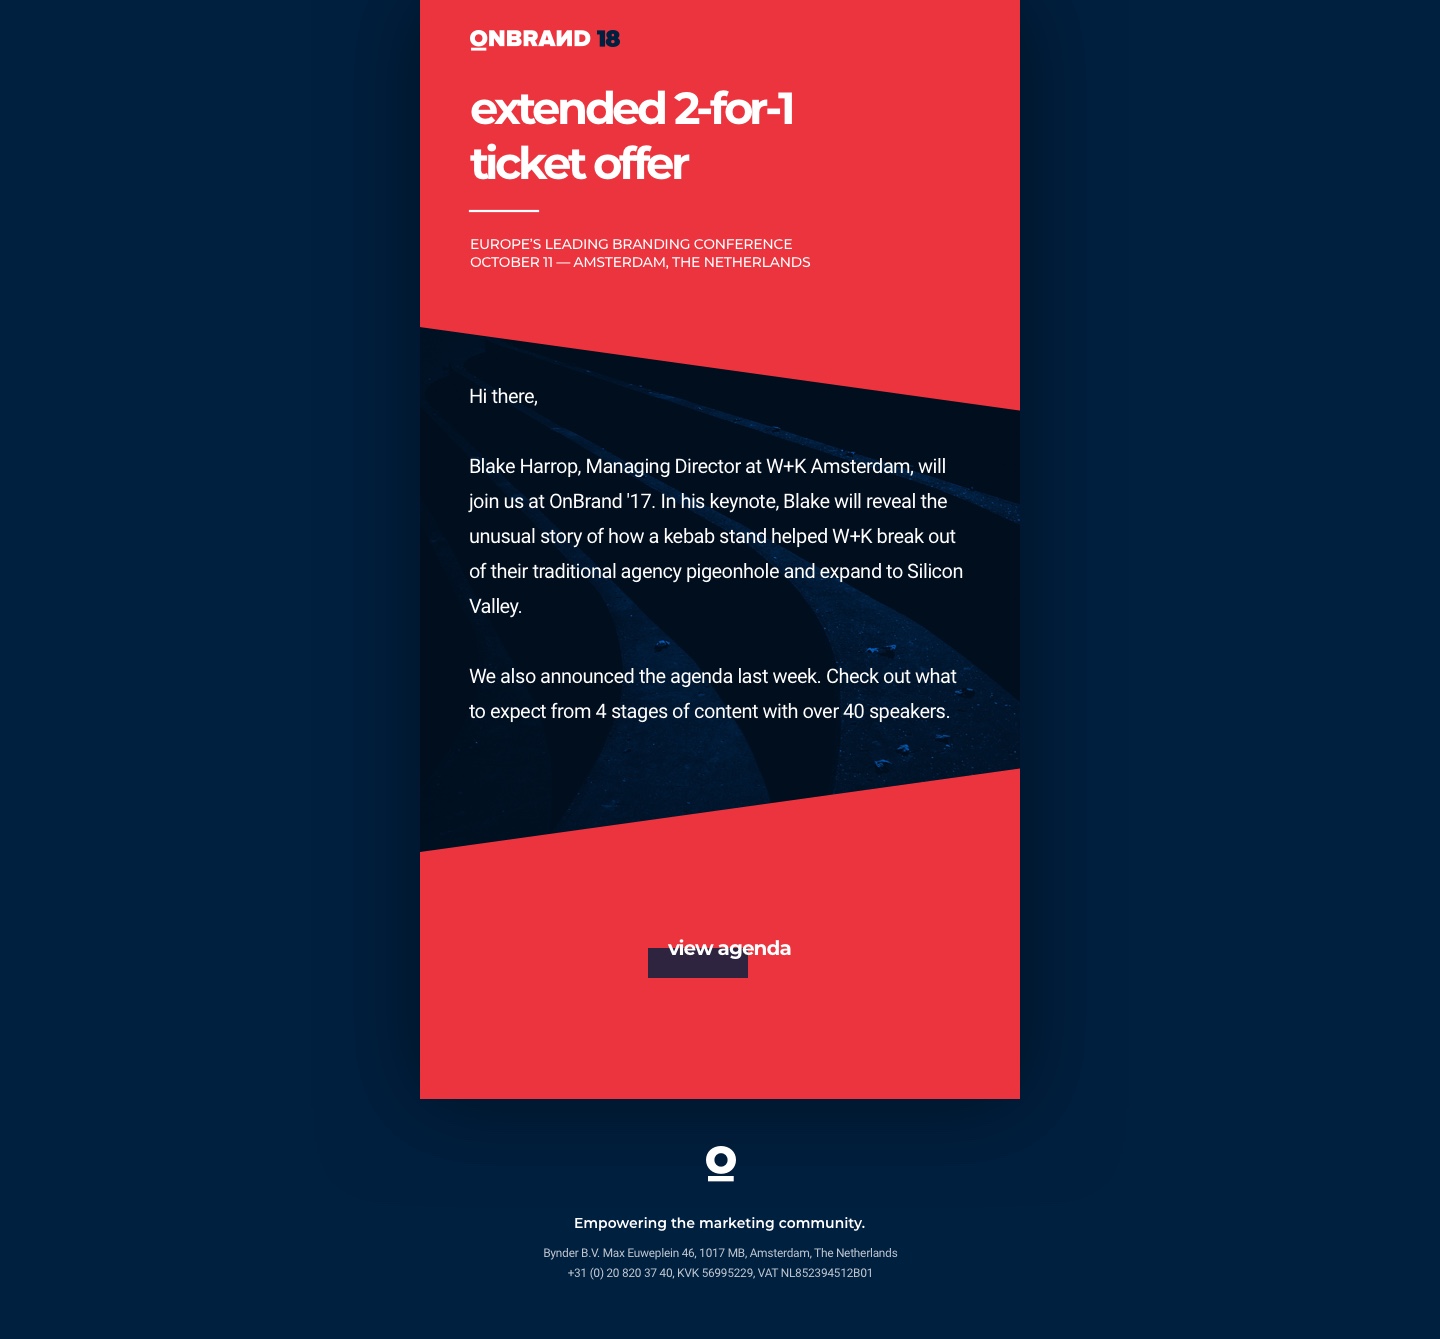 ONBRAND 18
extended 2-for-1
ticket offer
EUROPE'S LEADING BRANDING CONFERENCE
OCTOBER 11 — AMSTERDAM, THE NETHERLANDS
Hi there,
Blake Harrop, Managing Director at W+K Amsterdam, will
join us at OnBrand '17. In his keynote, Blake will reveal the
unusual story of how a kebab stand helped W+K break out
of their traditional agency pigeonhole and expand to Silicon
Valley.
We also announced the agenda last week. Check out what
to expect from 4 stages of content with over 40 speakers.
view agenda
O
Empowering the marketing community.
Bynder B.V. Max Euweplein 46, 1017 MB, Amsterdam, The Netherlands
+31 (0) 20 820 37 40, KVK 56995229, VAT NL852394512B01